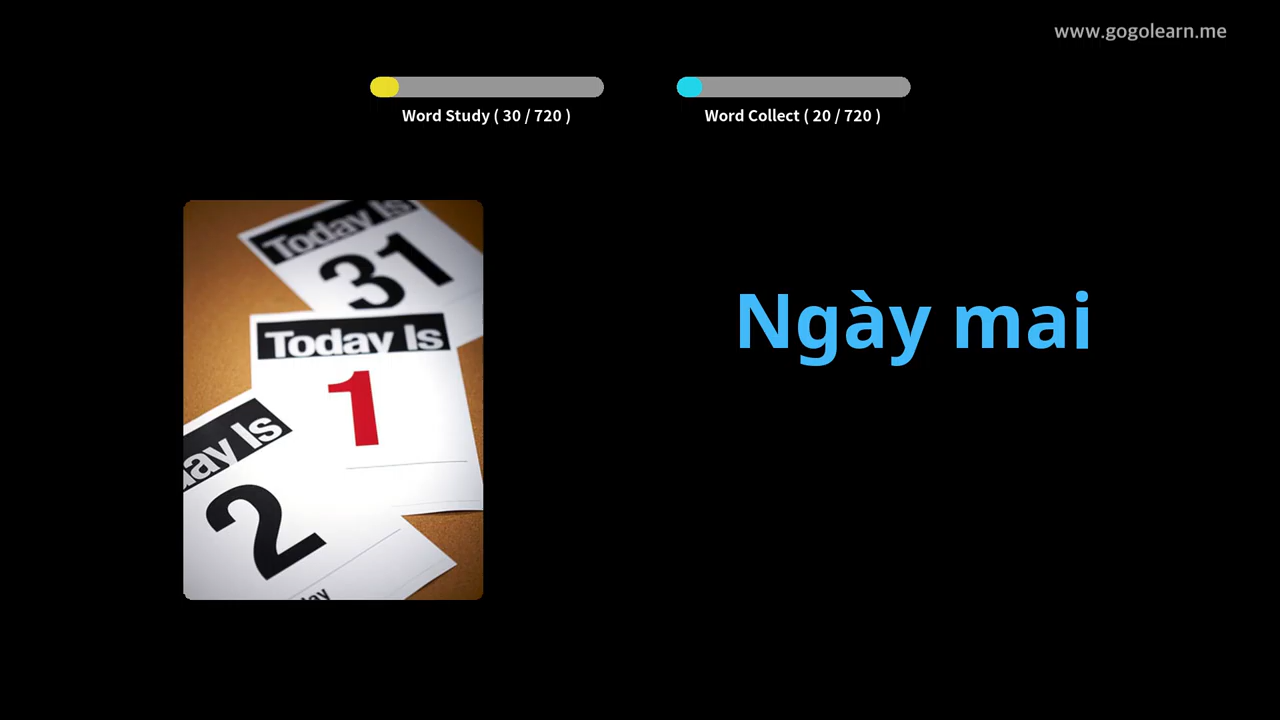 www.gogolearn.me
Word Study ( 30 / 720 )
Word Collect ( 20 / 720 )
Today Is
31
Today Is
1
Ngày mai
ay Is
2